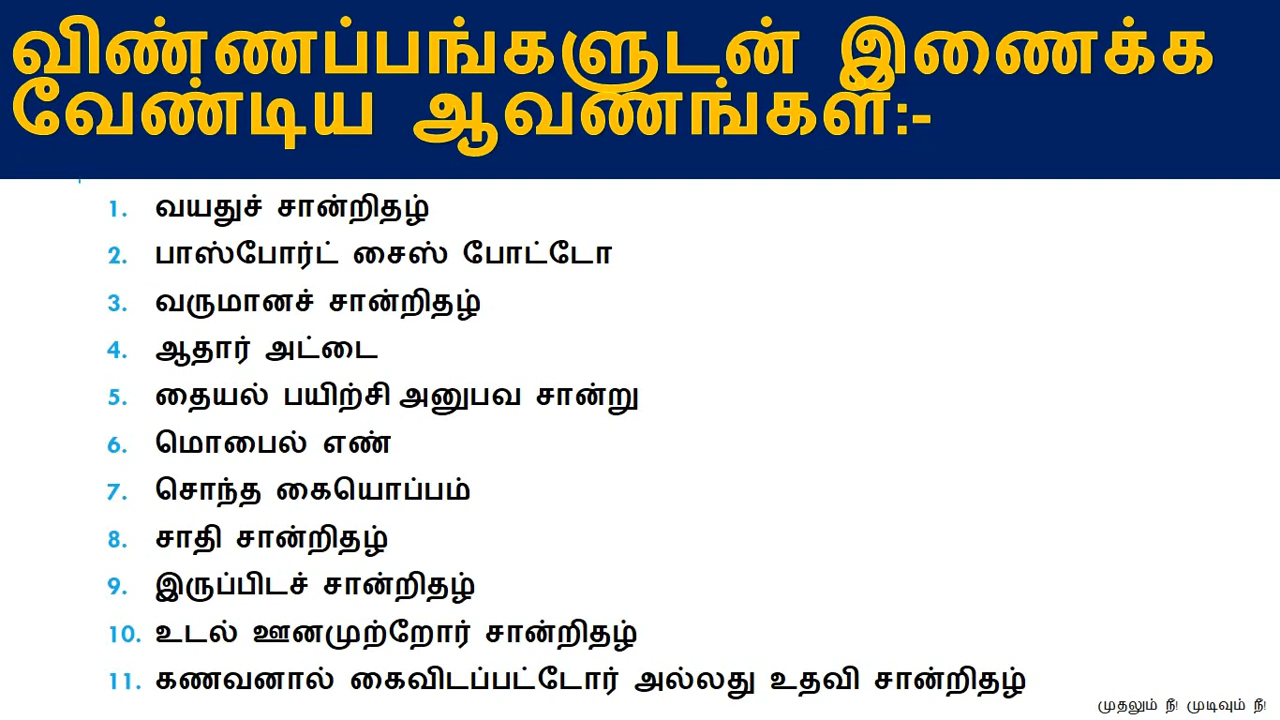 விண்ணப்பங்களுடன் இணைக்க
வேண்டிய ஆவணங்கள்:-
1. வயதுச் சான்றிதழ்
2. பாஸ்போர்ட் சைஸ் போட்டோ
3. வருமானச் சான்றிதழ்
4. ஆதார் அட்டை
5. தையல் பயிற்சி அனுபவ சான்று
6. மொபைல் எண்
7. சொந்த கையொப்பம்
8. சாதி சான்றிதழ்
9. இருப்பிடச் சான்றிதழ்
10. உடல் ஊனமுற்றோர் சான்றிதழ்
11. கணவனால் கைவிடப்பட்டோர் அல்லது உதவி சான்றிதழ்
முதலும் நீ! முடிவும் நீ!